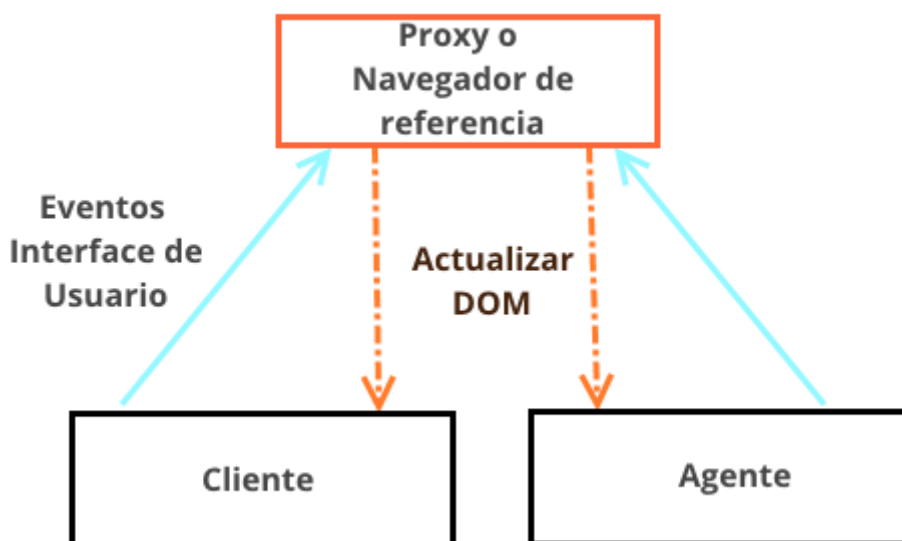 Proxy o
Navegador de
referencia
Eventos
Interface de
Usuario
Actualizar
DOM
Cliente
Agente